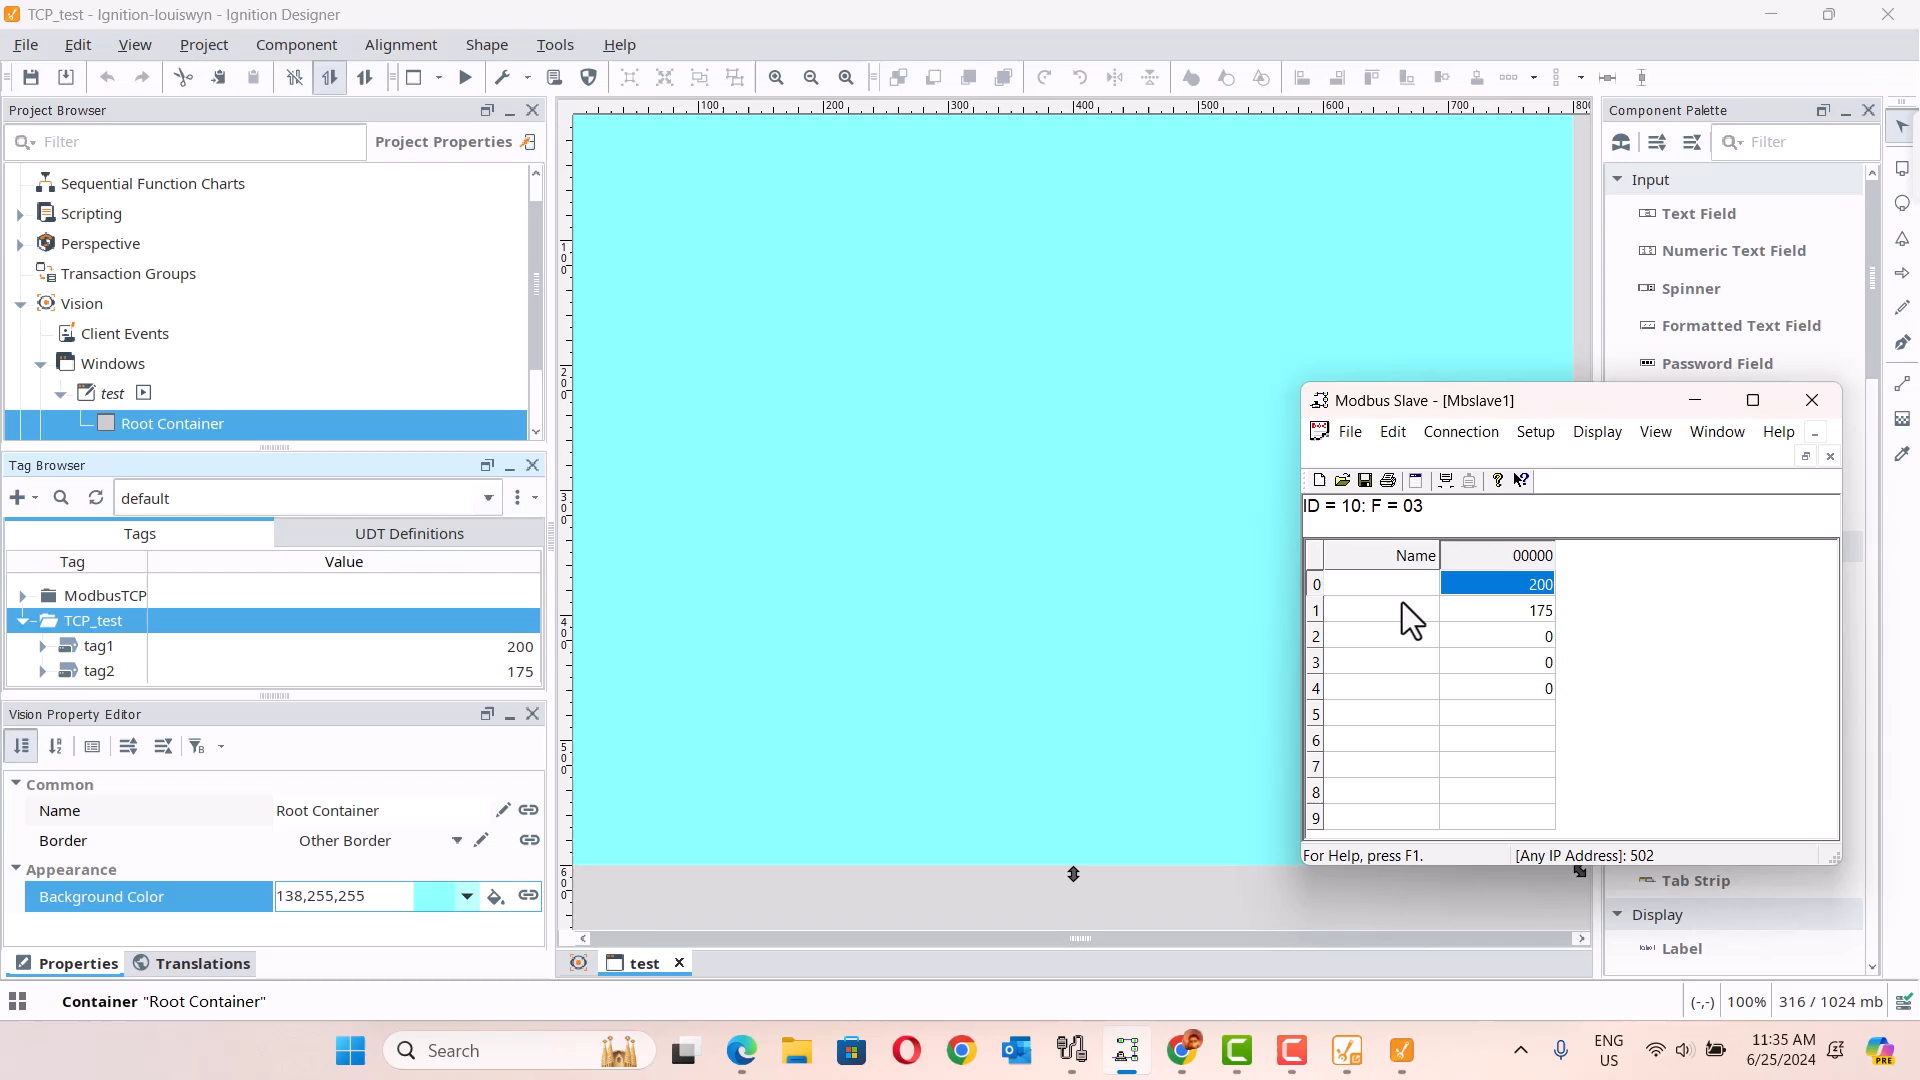 TCP_test - Ignition-louiswyn - Ignition Designer
File Edit View Project Component Alignment Shape Tools Help
Project Browser
Filter
Project Properties
Sequential Function Charts
Scripting
Perspective
Transaction Groups
Vision
Client Events
Windows
test
Root Container
Tag Browser
default
Tags UDT Definitions
Tag Value
ModbusTCP
TCP_test
tag1 200
tag2 175
Vision Property Editor
Common
Name Root Container
Border Other Border
Appearance
Background Color 138,255,255
Properties Translations
100 200 300 400 500 600 700 800
100
200
300
400
500
600
test
Component Palette
Filter
Input
Text Field
Numeric Text Field
Spinner
Formatted Text Field
Password Field
Tab Strip
Display
Label
Modbus Slave - [Mbslave1]
File Edit Connection Setup Display View Window Help
ID = 10: F = 03
Name 00000
0 200
1 175
2 0
3 0
4 0
5
6
7
8
9
For Help, press F1. [Any IP Address]: 502
Container "Root Container"
(-,-) 100% 316 / 1024 mb
Search
ENG
US
11:35 AM
6/25/2024
PRE